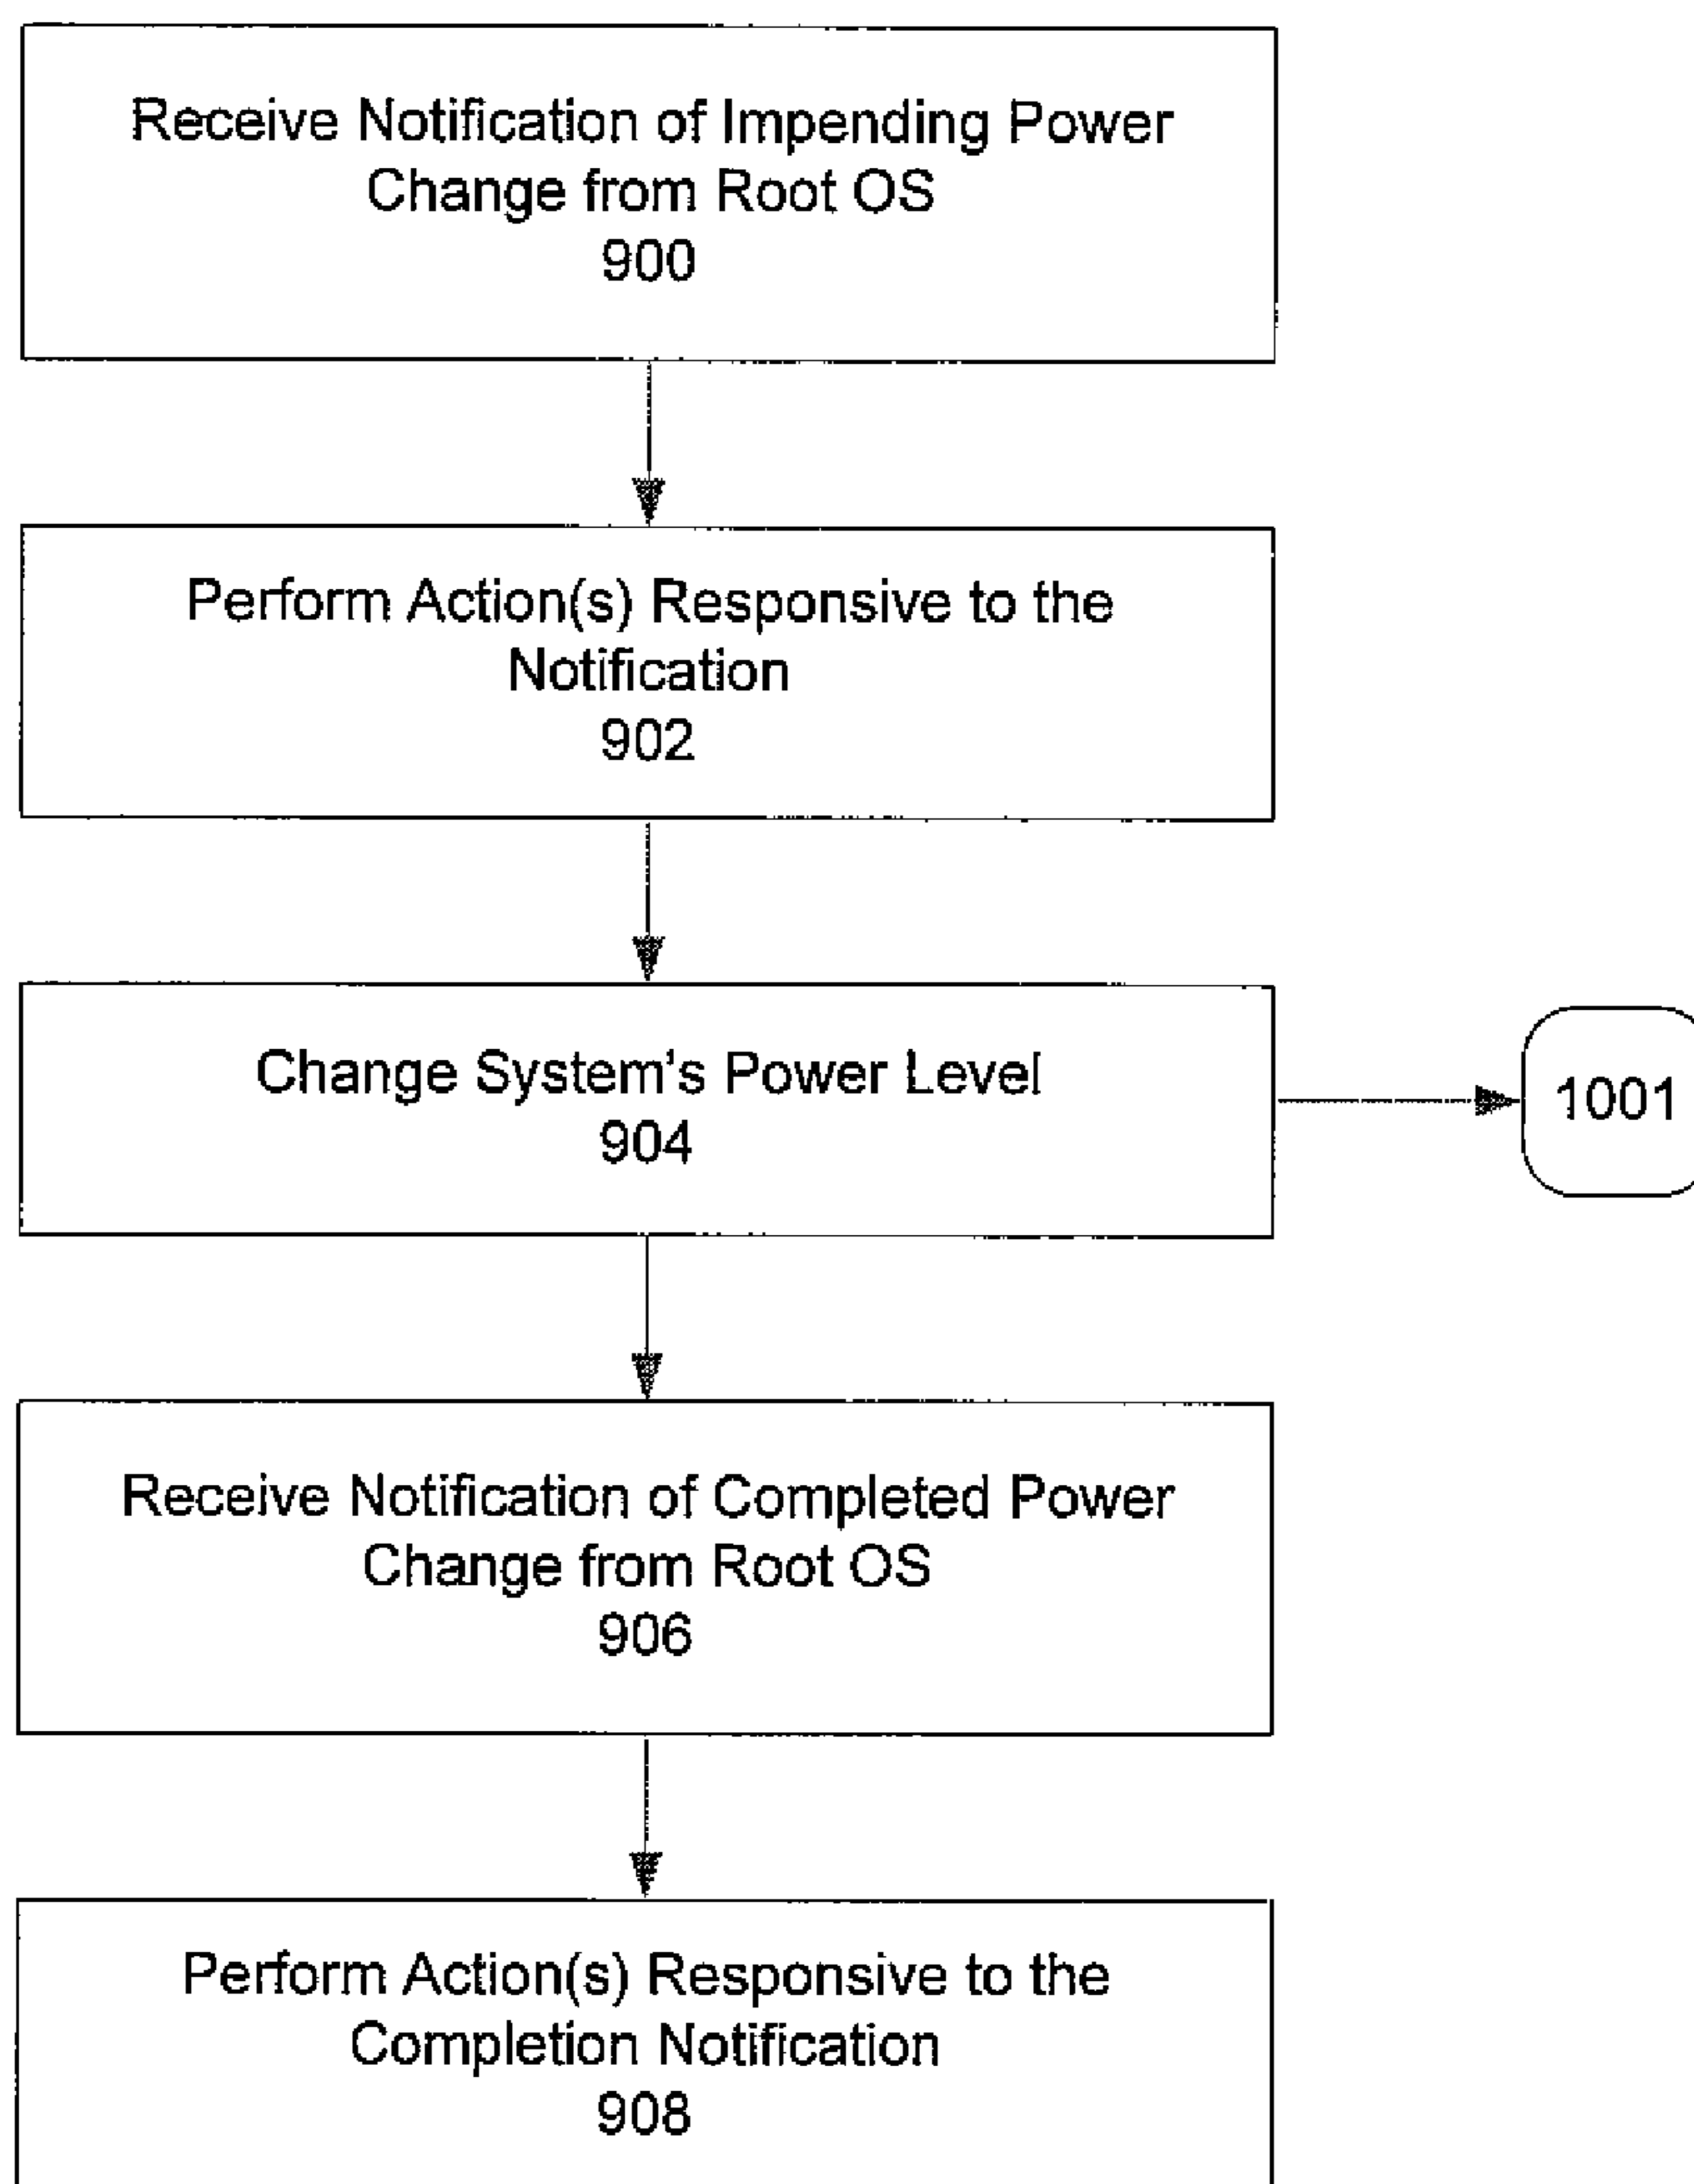 Receive Notification of Impending Power
Change from Root OS
900
Perform Action(s) Responsive to the
Notification
902
Change System's Power Level
904
1001
Receive Notification of Completed Power
Change from Root OS
906
Perform Action(s) Responsive to the
Completion Notification
908